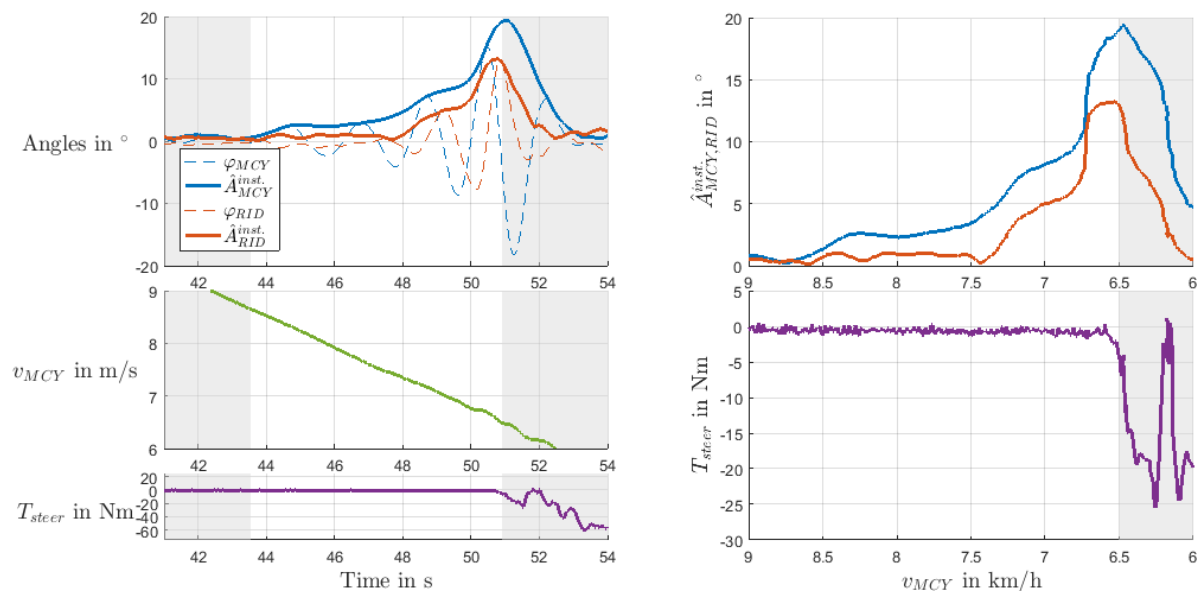 20
10
0
-10
-20
Angles in °
φ_MCY
Â^inst._MCY
φ_RID
Â^inst._RID
42 44 46 48 50 52 54
9
8
7
6
v_MCY in m/s
42 44 46 48 50 52 54
20
0
-20
-40
-60
T_steer in Nm
42 44 46 48 50 52 54
Time in s
20
15
10
5
0
Â^inst._MCY,RID in °
9 8.5 8 7.5 7 6.5 6
5
0
-5
-10
-15
-20
-25
-30
T_steer in Nm
9 8.5 8 7.5 7 6.5 6
v_MCY in km/h